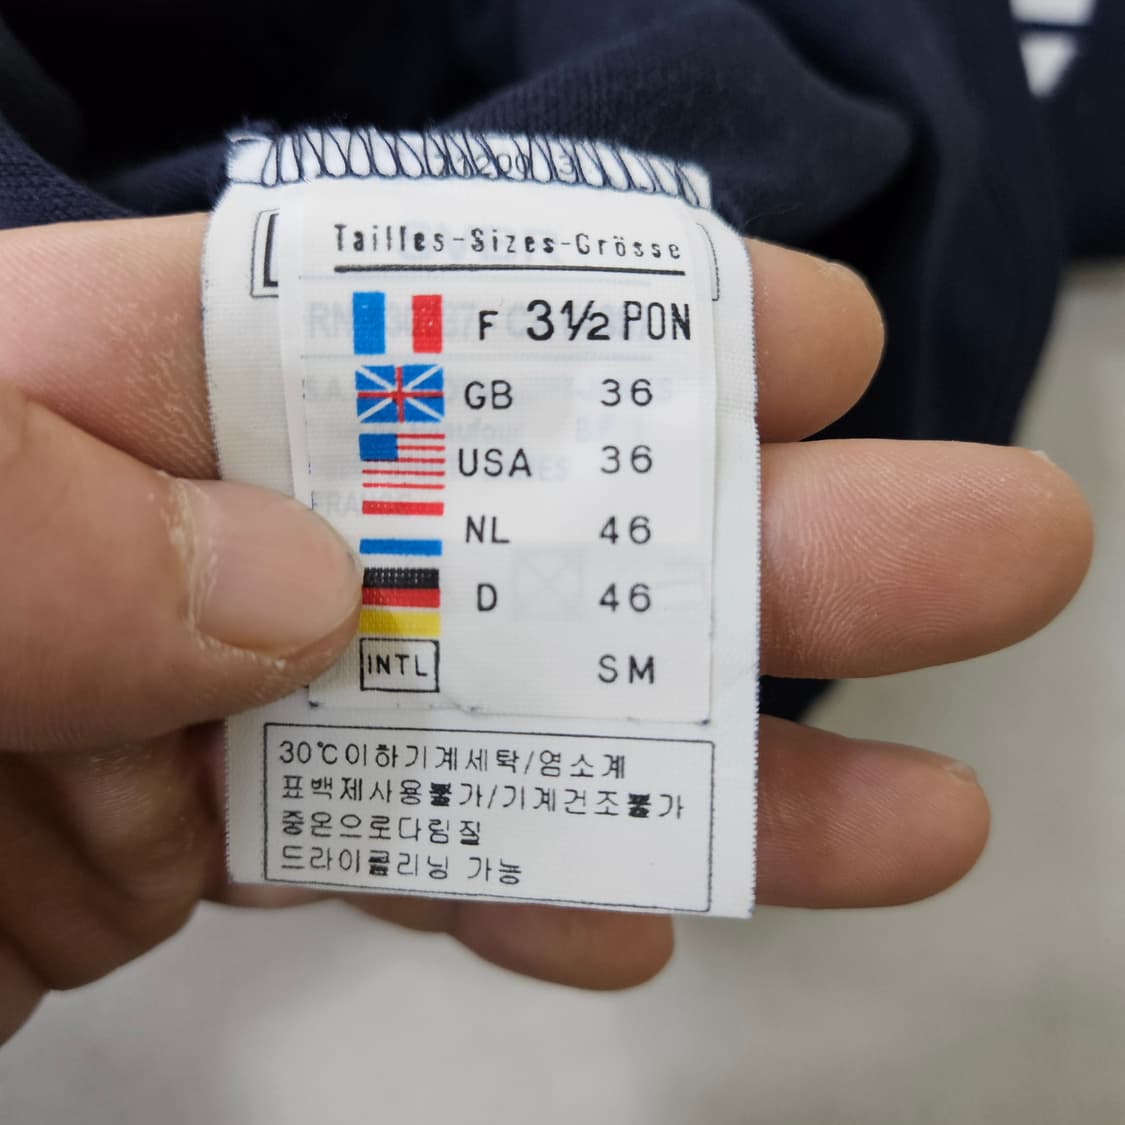 Tailles-Sizes-Grösse
F 3½ PON
GB 36
USA 36
NL 46
D 46
INTL SM
30℃이하기계세탁/염소계
표백제사용불가/기계건조불가
중온으로다림질
드라이클리닝 가능